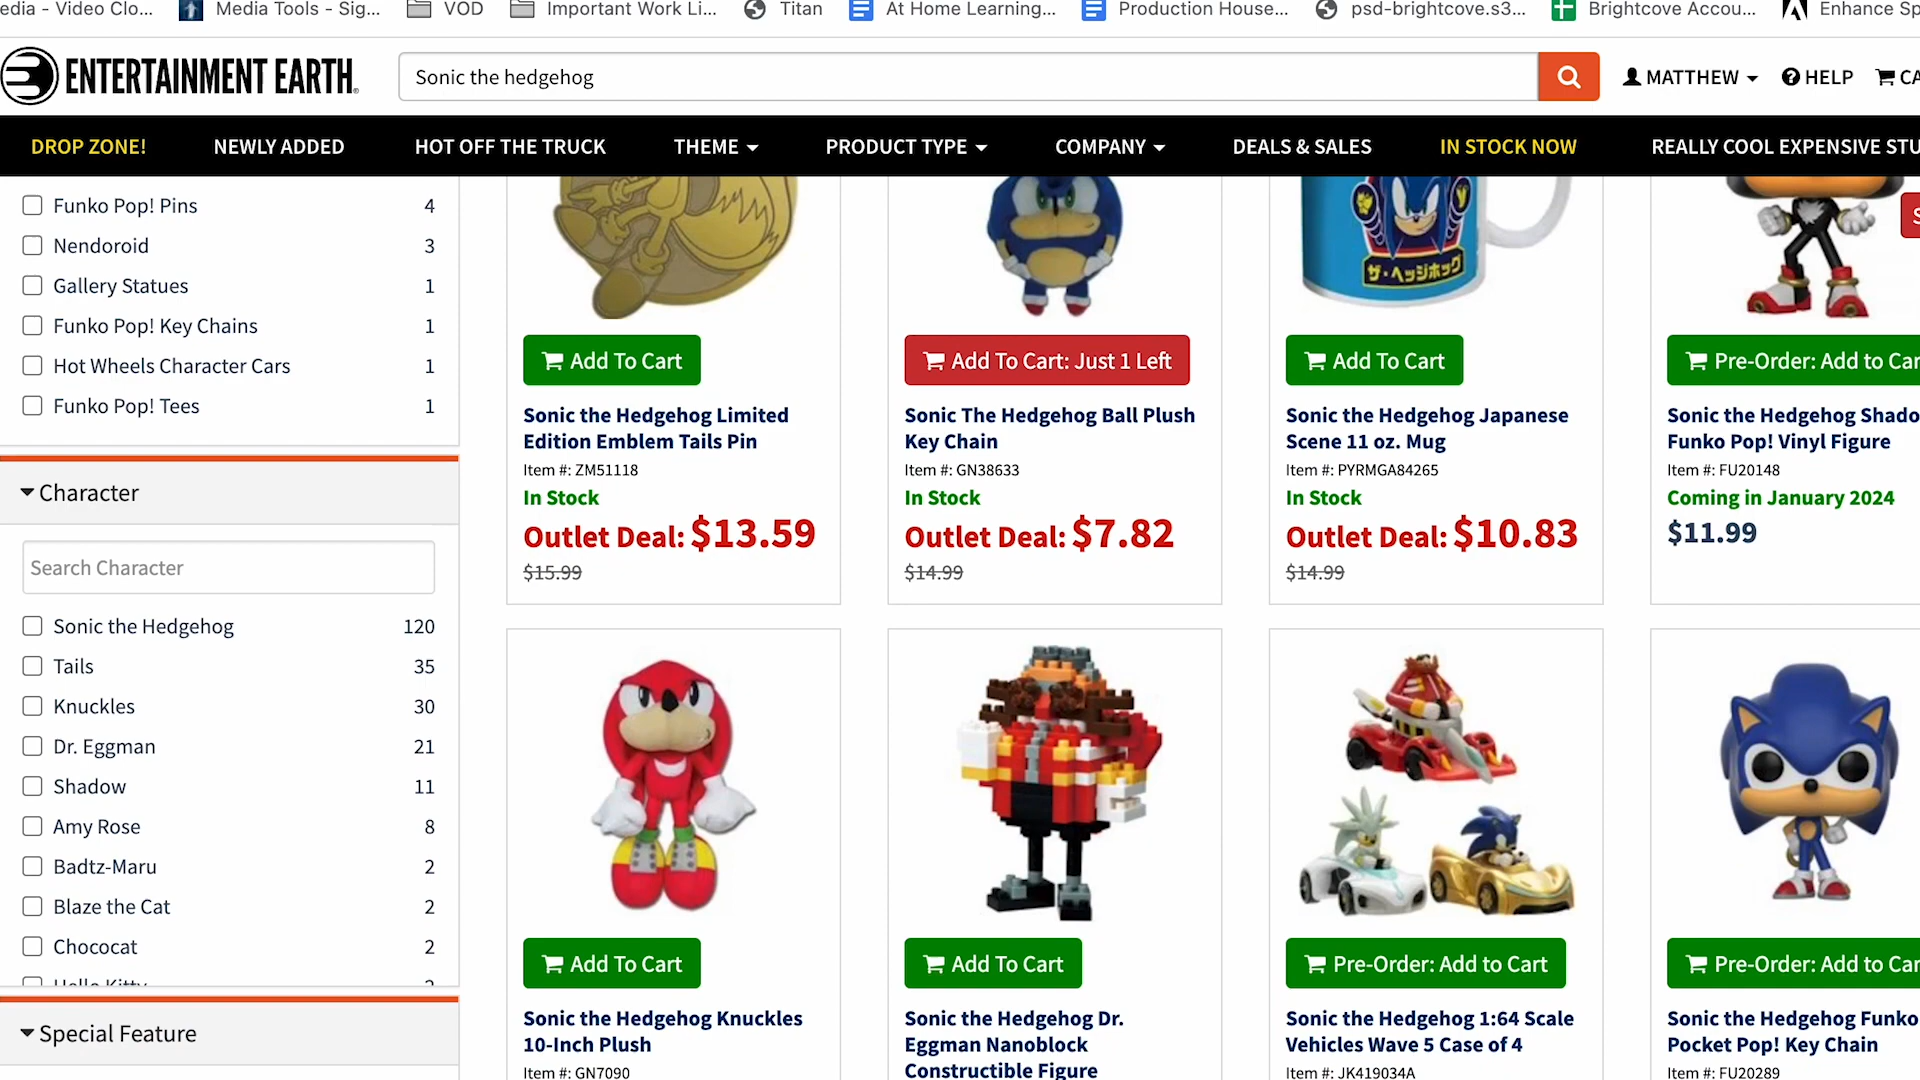 edia - Video Clo...
Media Tools - Sig...
VOD
Important Work Li...
Titan
At Home Learning...
Production House...
psd-brightcove.s3...
Brightcove Accou...
Enhance Sp
ENTERTAINMENT EARTH
Sonic the hedgehog
MATTHEW
HELP
CA
DROP ZONE!
NEWLY ADDED
HOT OFF THE TRUCK
THEME
PRODUCT TYPE
COMPANY
DEALS & SALES
IN STOCK NOW
REALLY COOL EXPENSIVE STU
Funko Pop! Pins 4
Nendoroid 3
Gallery Statues 1
Funko Pop! Key Chains 1
Hot Wheels Character Cars 1
Funko Pop! Tees 1
Character
Search Character
Sonic the Hedgehog 120
Tails 35
Knuckles 30
Dr. Eggman 21
Shadow 11
Amy Rose 8
Badtz-Maru 2
Blaze the Cat 2
Chococat 2
Hello Kitty 2
Special Feature
Add To Cart
Sonic the Hedgehog Limited
Edition Emblem Tails Pin
Item #: ZM51118
In Stock
Outlet Deal: $13.59
$15.99
Add To Cart: Just 1 Left
Sonic The Hedgehog Ball Plush
Key Chain
Item #: GN38633
In Stock
Outlet Deal: $7.82
$14.99
ザ・ヘッジホッグ
Add To Cart
Sonic the Hedgehog Japanese
Scene 11 oz. Mug
Item #: PYRMGA84265
In Stock
Outlet Deal: $10.83
$14.99
S
Pre-Order: Add to Car
Sonic the Hedgehog Shado
Funko Pop! Vinyl Figure
Item #: FU20148
Coming in January 2024
$11.99
Add To Cart
Sonic the Hedgehog Knuckles
10-Inch Plush
Item #: GN7090
Add To Cart
Sonic the Hedgehog Dr.
Eggman Nanoblock
Constructible Figure
Pre-Order: Add to Cart
Sonic the Hedgehog 1:64 Scale
Vehicles Wave 5 Case of 4
Item #: JK419034A
Pre-Order: Add to Car
Sonic the Hedgehog Funko
Pocket Pop! Key Chain
Item #: FU20289